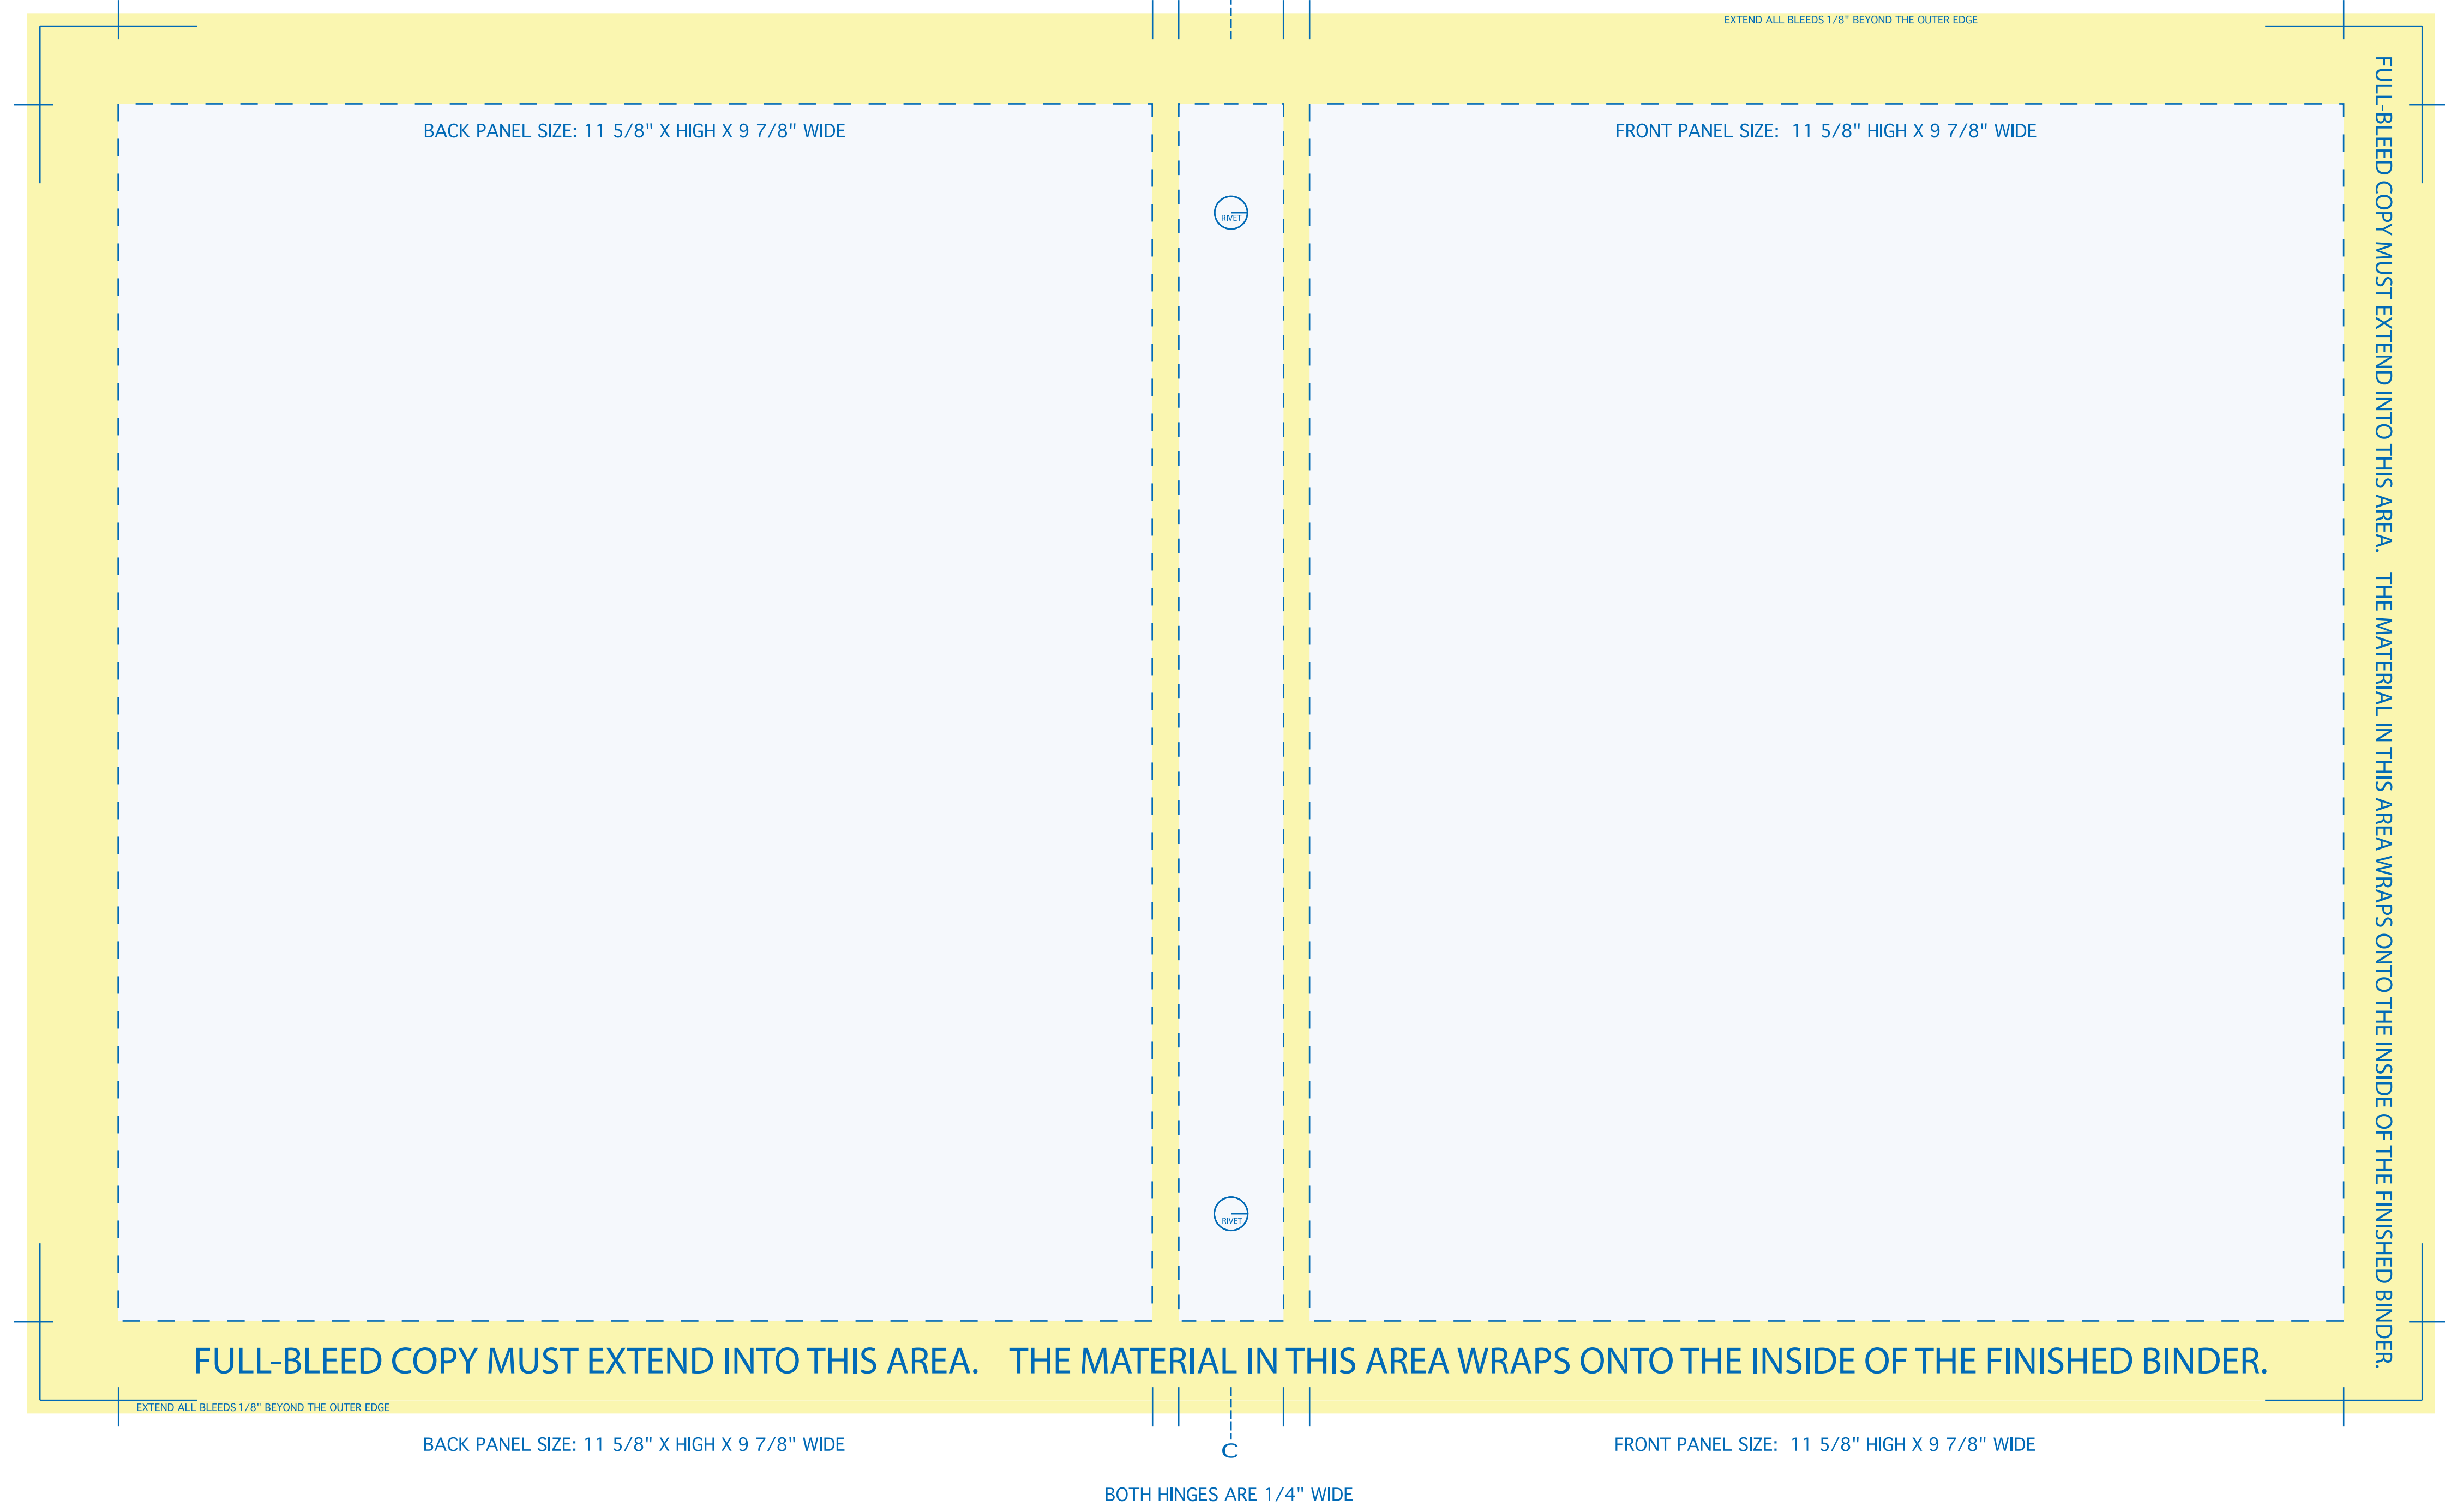 EXTEND ALL BLEEDS 1/8" BEYOND THE OUTER EDGE
BACK PANEL SIZE: 11 5/8" X HIGH X 9 7/8" WIDE
FRONT PANEL SIZE: 11 5/8" HIGH X 9 7/8" WIDE
FULL-BLEED COPY MUST EXTEND INTO THIS AREA. THE MATERIAL IN THIS AREA WRAPS ONTO THE INSIDE OF THE FINISHED BINDER.
RIVET
RIVET
FULL-BLEED COPY MUST EXTEND INTO THIS AREA. THE MATERIAL IN THIS AREA WRAPS ONTO THE INSIDE OF THE FINISHED BINDER.
EXTEND ALL BLEEDS 1/8" BEYOND THE OUTER EDGE
BACK PANEL SIZE: 11 5/8" X HIGH X 9 7/8" WIDE
C
FRONT PANEL SIZE: 11 5/8" HIGH X 9 7/8" WIDE
BOTH HINGES ARE 1/4" WIDE